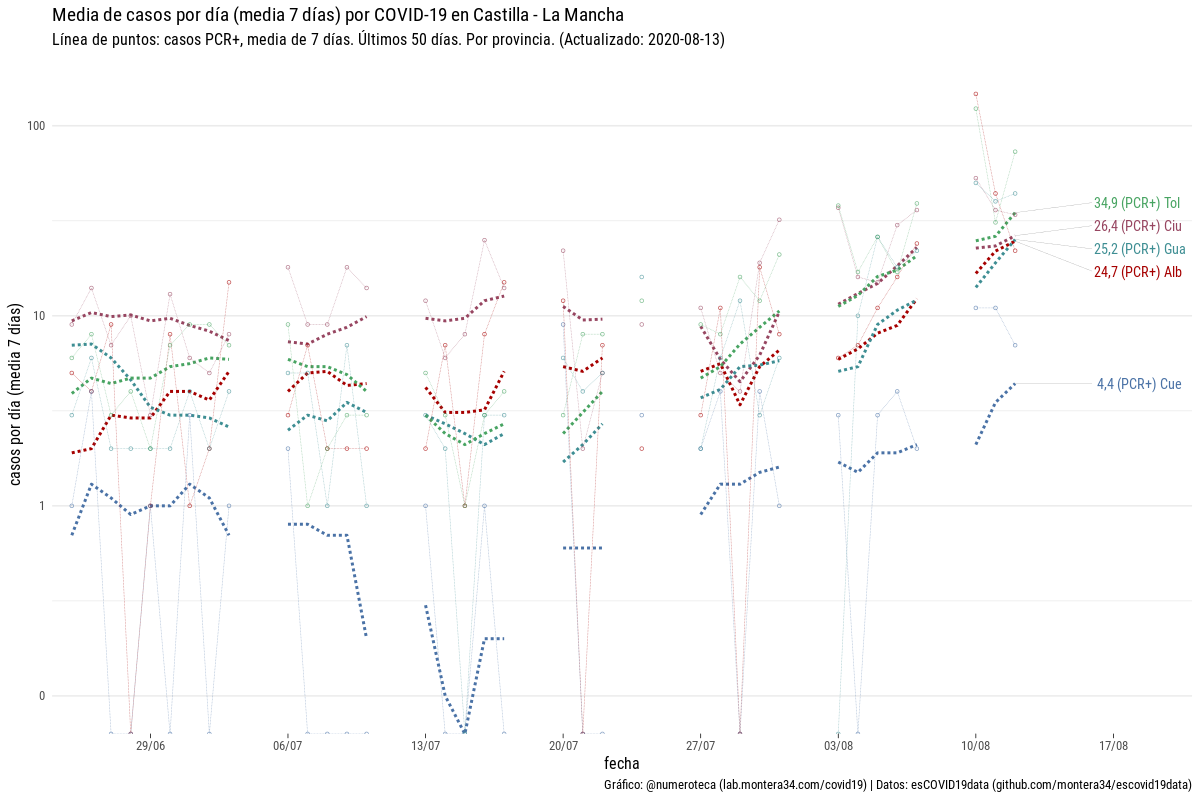 Media de casos por día (media 7 días) por COVID-19 en Castilla - La Mancha
Línea de puntos: casos PCR+, media de 7 días. Últimos 50 días. Por provincia. (Actualizado: 2020-08-13)
casos por día (media 7 días)
100
10
1
0
34,9 (PCR+) Tol
26,4 (PCR+) Ciu
25,2 (PCR+) Gua
24,7 (PCR+) Alb
4,4 (PCR+) Cue
29/06
06/07
13/07
20/07
27/07
03/08
10/08
17/08
fecha
Gráfico: @numeroteca (lab.montera34.com/covid19) | Datos: esCOVID19data (github.com/montera34/escovid19data)